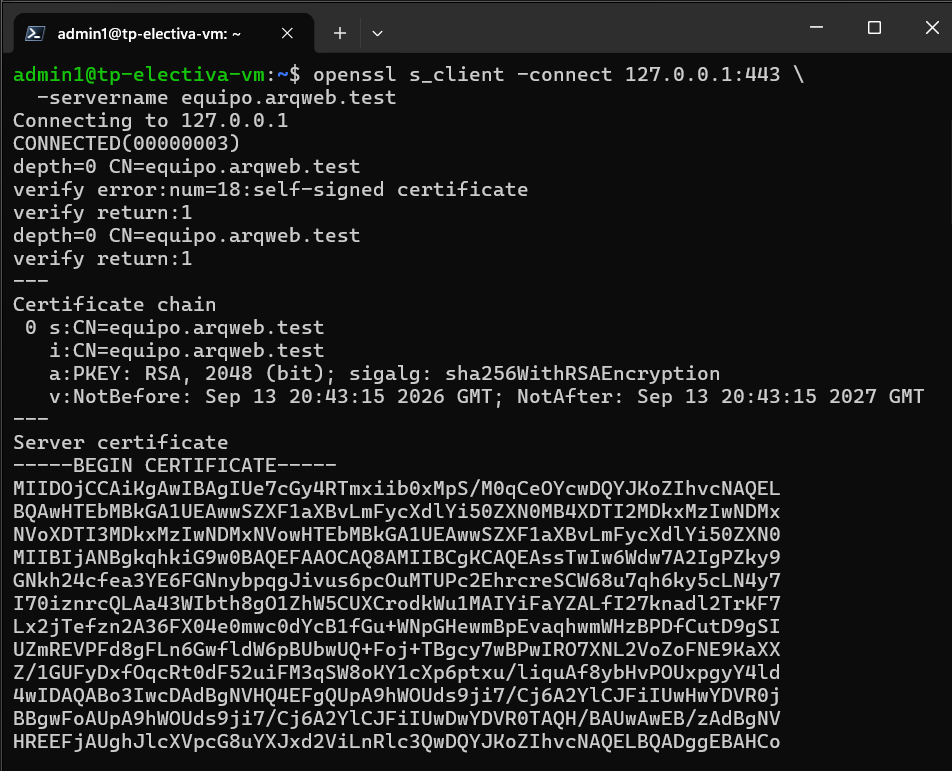 admin1@tp-electiva-vm: ~
admin1@tp-electiva-vm:~$ openssl s_client -connect 127.0.0.1:443 \
  -servername equipo.arqweb.test
Connecting to 127.0.0.1
CONNECTED(00000003)
depth=0 CN=equipo.arqweb.test
verify error:num=18:self-signed certificate
verify return:1
depth=0 CN=equipo.arqweb.test
verify return:1
---
Certificate chain
 0 s:CN=equipo.arqweb.test
   i:CN=equipo.arqweb.test
   a:PKEY: RSA, 2048 (bit); sigalg: sha256WithRSAEncryption
   v:NotBefore: Sep 13 20:43:15 2026 GMT; NotAfter: Sep 13 20:43:15 2027 GMT
---
Server certificate
-----BEGIN CERTIFICATE-----
MIIDOjCCAiKgAwIBAgIUe7cGy4RTmxiib0xMpS/M0qCeOYcwDQYJKoZIhvcNAQEL
BQAwHTEbMBkGA1UEAwwSZXF1aXBvLmFycXdlYi50ZXN0MB4XDTI2MDkxMzIwNDMx
NVoXDTI3MDkxMzIwNDMxNVowHTEbMBkGA1UEAwwSZXF1aXBvLmFycXdlYi50ZXN0
MIIBIjANBgkqhkiG9w0BAQEFAAOCAQ8AMIIBCgKCAQEAssTwIw6Wdw7A2IgPZky9
GNkh24cfea3YE6FGNnybpqgJivus6pcOuMTUPc2EhrcreSCW68u7qh6ky5cLN4y7
I70iznrcQLAa43WIbth8gO1ZhW5CUXCrodkWu1MAIYiFaYZALfI27knadl2TrKF7
Lx2jTefzn2A36FX04e0mwc0dYcB1fGu+WNpGHewmBpEvaqhwmWHzBPDfCutD9gSI
UZmREVPFd8gFLn6GwfldW6pBUbwUQ+Foj+TBgcy7wBPwIRO7XNL2VoZoFNE9KaXX
Z/1GUFyDxfOqcRt0dF52uiFM3qSW8oKY1cXp6ptxu/liquAf8ybHvPOUxpgyY4ld
4wIDAQABo3IwcDAdBgNVHQ4EFgQUpA9hWOUds9ji7/Cj6A2YlCJFiIUwHwYDVR0j
BBgwFoAUpA9hWOUds9ji7/Cj6A2YlCJFiIUwDwYDVR0TAQH/BAUwAwEB/zAdBgNV
HREEFjAUghJlcXVpcG8uYXJxd2ViLnRlc3QwDQYJKoZIhvcNAQELBQADggEBAHCo